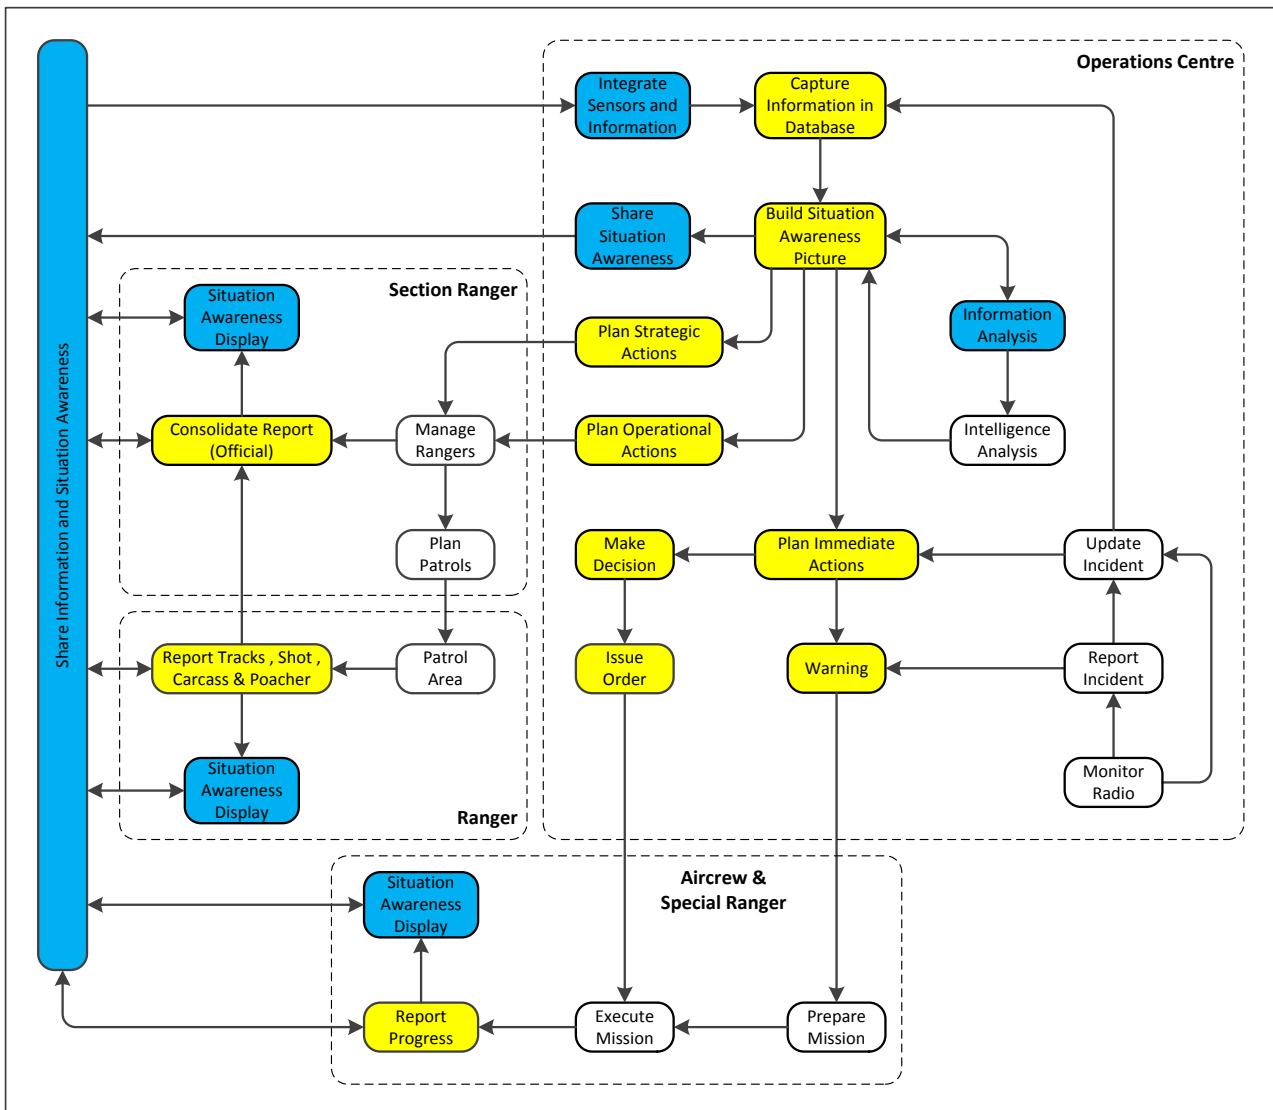 Share Information and Situation Awareness
Operations Centre
Integrate
Sensors and
Information
Capture
Information in
Database
Share
Situation
Awareness
Build Situation
Awareness
Picture
Section Ranger
Situation
Awareness
Display
Plan Strategic
Actions
Information
Analysis
Consolidate Report
(Official)
Manage
Rangers
Plan Operational
Actions
Intelligence
Analysis
Plan
Patrols
Make
Decision
Plan Immediate
Actions
Update
Incident
Report Tracks , Shot ,
Carcass & Poacher
Patrol
Area
Issue
Order
Warning
Report
Incident
Situation
Awareness
Display
Ranger
Monitor
Radio
Aircrew &
Special Ranger
Situation
Awareness
Display
Report
Progress
Execute
Mission
Prepare
Mission